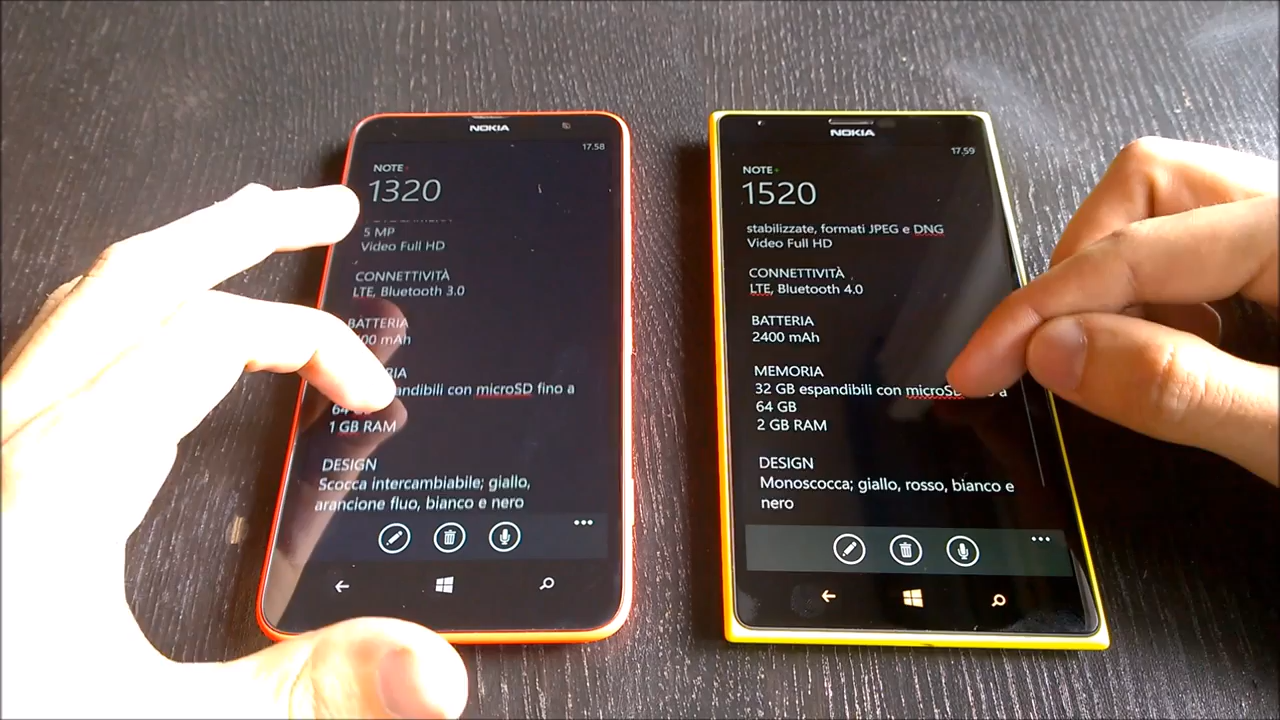 NOKIA
17.58
NOTE
1320
5 MP
Video Full HD
CONNETTIVITÀ
LTE, Bluetooth 3.0
BATTERIA
mAh
con microSD fino a
64
1 GB RAM
DESIGN
Scocca intercambiabile; giallo,
arancione fluo, bianco e nero
NOKIA
17.59
NOTE
1520
stabilizzate, formati JPEG e DNG
Video Full HD
CONNETTIVITÀ
LTE, Bluetooth 4.0
BATTERIA
2400 mAh
MEMORIA
32 GB espandibili con microSD a
64 GB
2 GB RAM
DESIGN
Monoscocca; giallo, rosso, bianco e
nero